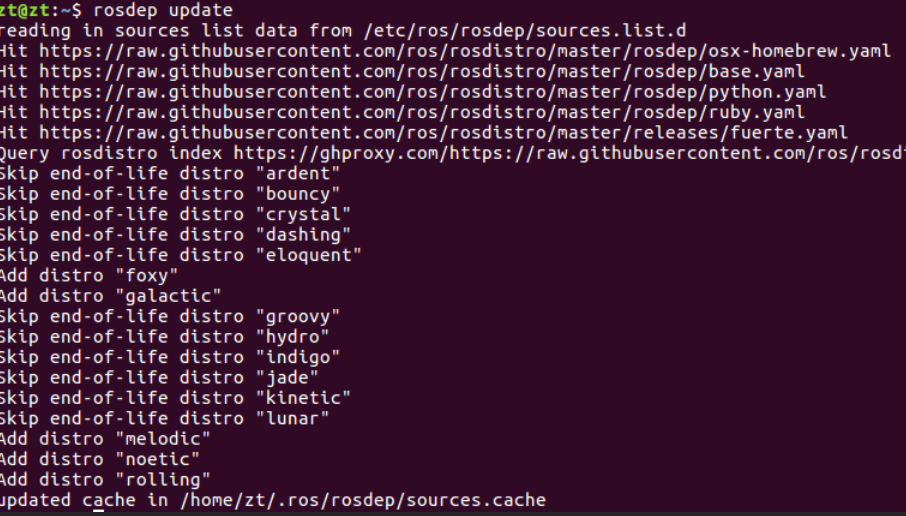 zt@zt:~$ rosdep update
reading in sources list data from /etc/ros/rosdep/sources.list.d
Hit https://raw.githubusercontent.com/ros/rosdistro/master/rosdep/osx-homebrew.yaml
Hit https://raw.githubusercontent.com/ros/rosdistro/master/rosdep/base.yaml
Hit https://raw.githubusercontent.com/ros/rosdistro/master/rosdep/python.yaml
Hit https://raw.githubusercontent.com/ros/rosdistro/master/rosdep/ruby.yaml
Hit https://raw.githubusercontent.com/ros/rosdistro/master/releases/fuerte.yaml
Query rosdistro index https://ghproxy.com/https://raw.githubusercontent.com/ros/rosd
Skip end-of-life distro "ardent"
Skip end-of-life distro "bouncy"
Skip end-of-life distro "crystal"
Skip end-of-life distro "dashing"
Skip end-of-life distro "eloquent"
Add distro "foxy"
Add distro "galactic"
Skip end-of-life distro "groovy"
Skip end-of-life distro "hydro"
Skip end-of-life distro "indigo"
Skip end-of-life distro "jade"
Skip end-of-life distro "kinetic"
Skip end-of-life distro "lunar"
Add distro "melodic"
Add distro "noetic"
Add distro "rolling"
updated cache in /home/zt/.ros/rosdep/sources.cache